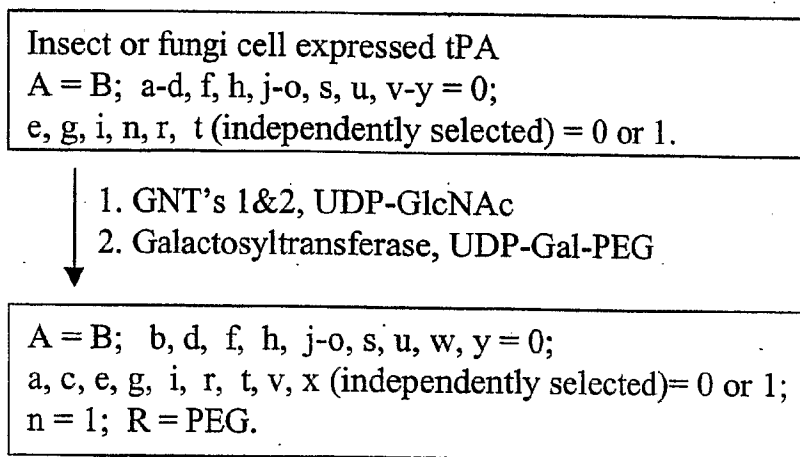 Insect or fungi cell expressed tPA
A = B; a-d, f, h, j-o, s, u, v-y = 0;
e, g, i, n, r, t (independently selected) = 0 or 1.
1. GNT's 1&2, UDP-GlcNAc
2. Galactosyltransferase, UDP-Gal-PEG
A = B; b, d, f, h, j-o, s, u, w, y = 0;
a, c, e, g, i, r, t, v, x (independently selected)= 0 or 1;
n = 1; R = PEG.